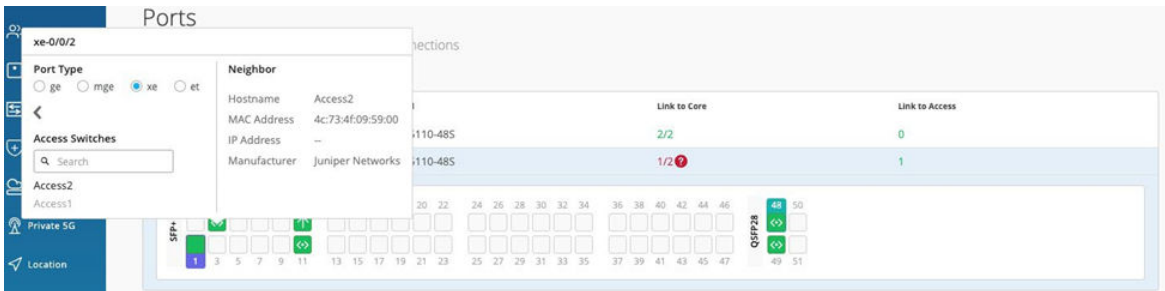 Ports
xe-0/0/2
nections
Port Type
ge mge xe et
Neighbor
Hostname Access2
MAC Address 4c:73:4f:09:59:00
IP Address --
Manufacturer Juniper Networks
Access Switches
Search
Access2
Access1
Link to Core Link to Access
110-48S 2/2 0
110-48S 1/2 ? 1
Private 5G
Location
SFP+
20 22 24 26 28 30 32 34 36 38 40 42 44 46
1 3 5 7 9 11 13 15 17 19 21 23 25 27 29 31 33 35 37 39 41 43 45 47
QSFP28
48 50
49 51